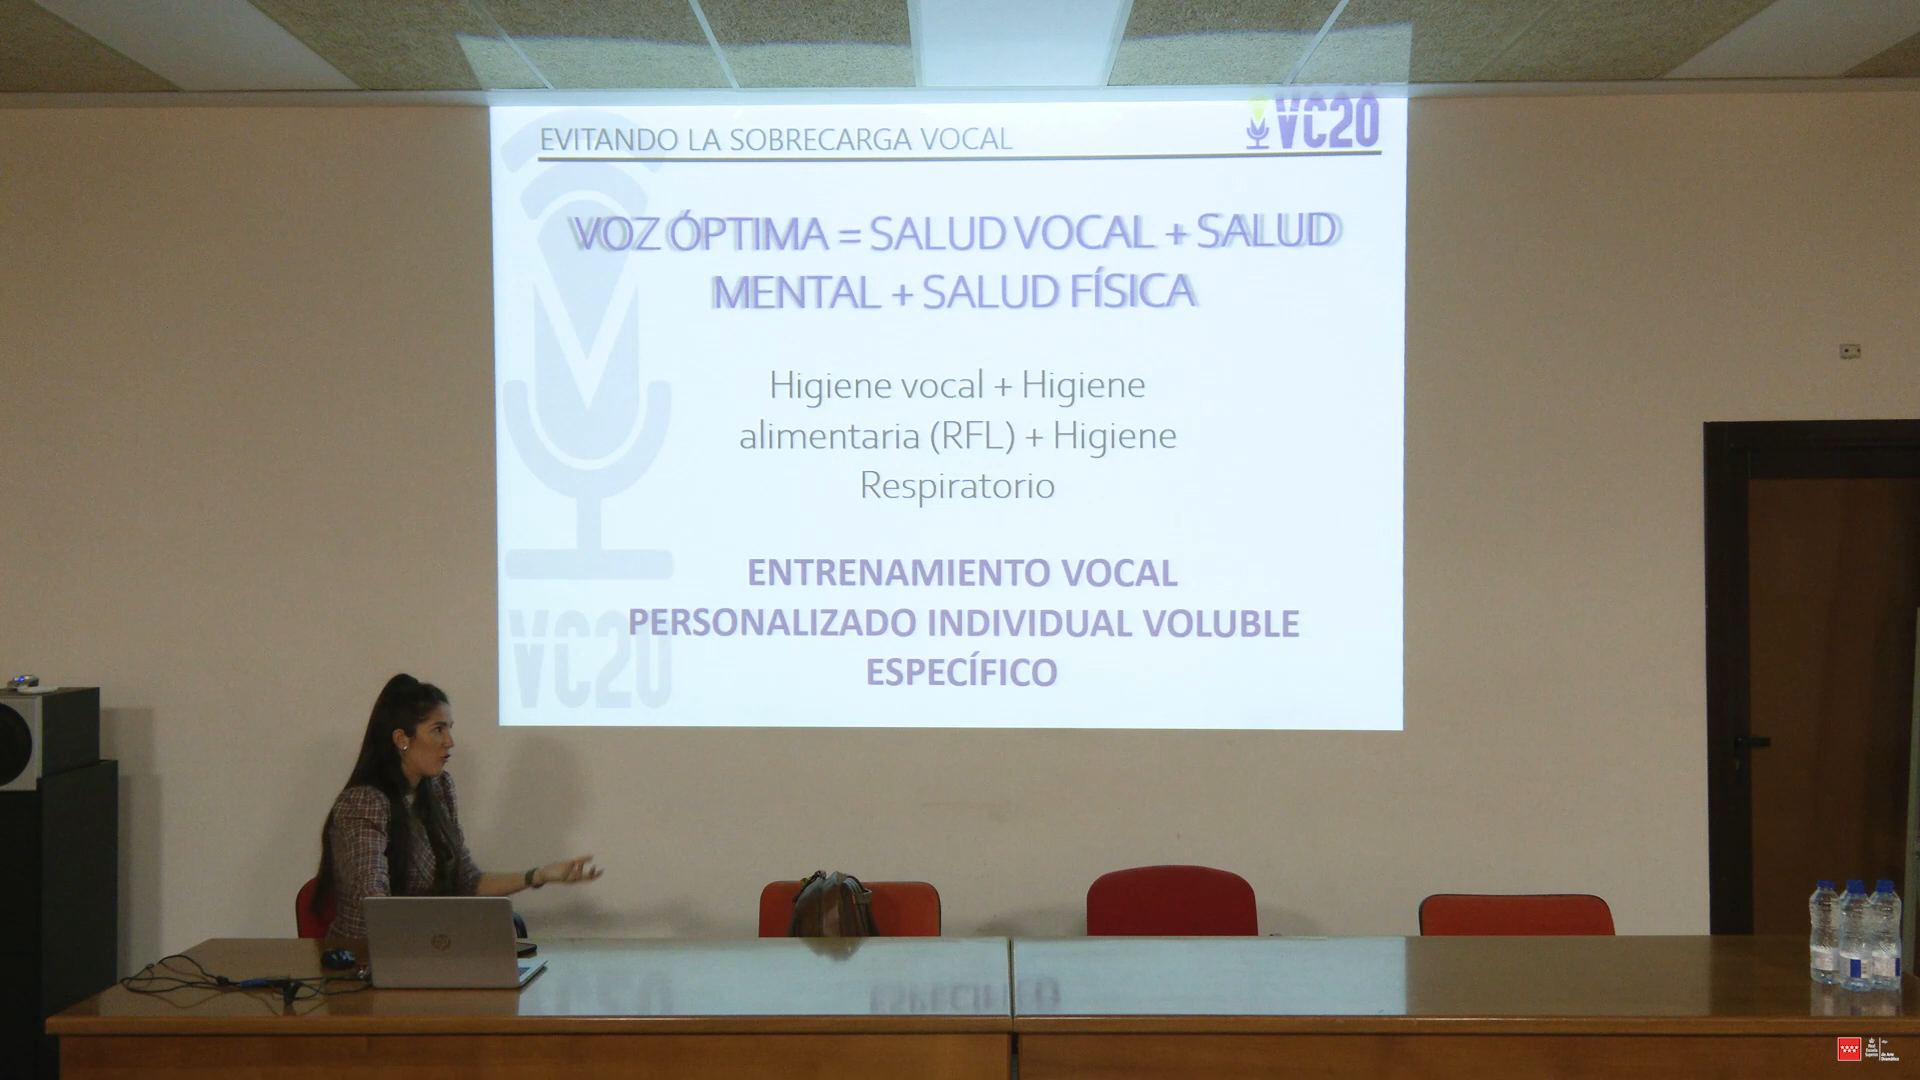 EVITANDO LA SOBRECARGA VOCAL
VC20
VOZ ÓPTIMA = SALUD VOCAL + SALUD
MENTAL + SALUD FÍSICA
Higiene vocal + Higiene
alimentaria (RFL) + Higiene
Respiratorio
ENTRENAMIENTO VOCAL
PERSONALIZADO INDIVIDUAL VOLUBLE
ESPECÍFICO
VC20